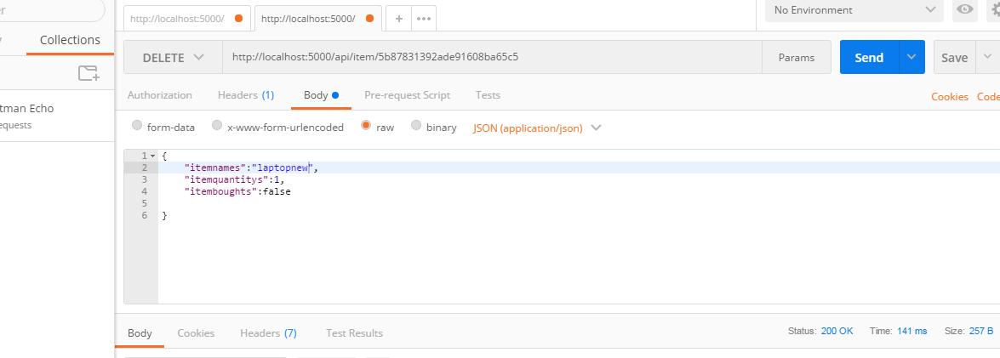 er
http://localhost:5000/ http://localhost:5000/ + •••
No Environment
y Collections
DELETE http://localhost:5000/api/item/5b87831392ade91608ba65c5 Params Send Save
Authorization Headers (1) Body Pre-request Script Tests Cookies Code
tman Echo
equests
form-data x-www-form-urlencoded raw binary JSON (application/json)
1 {
2 "itemnames":"laptopnew",
3 "itemquantitys":1,
4 "itemboughts":false
5
6 }
Body Cookies Headers (7) Test Results Status: 200 OK Time: 141 ms Size: 257 B